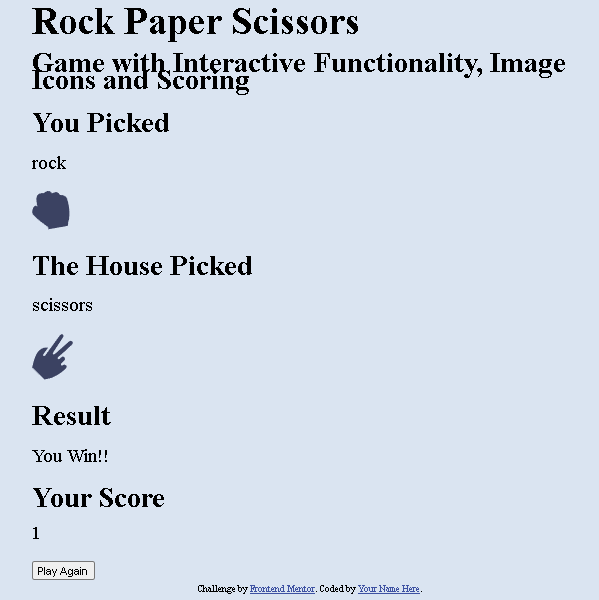 Rock Paper Scissors
Game with Interactive Functionality, Image
Icons and Scoring
You Picked
rock
The House Picked
scissors
Result
You Win!!
Your Score
1
Play Again
Challenge by Frontend Mentor. Coded by Your Name Here.